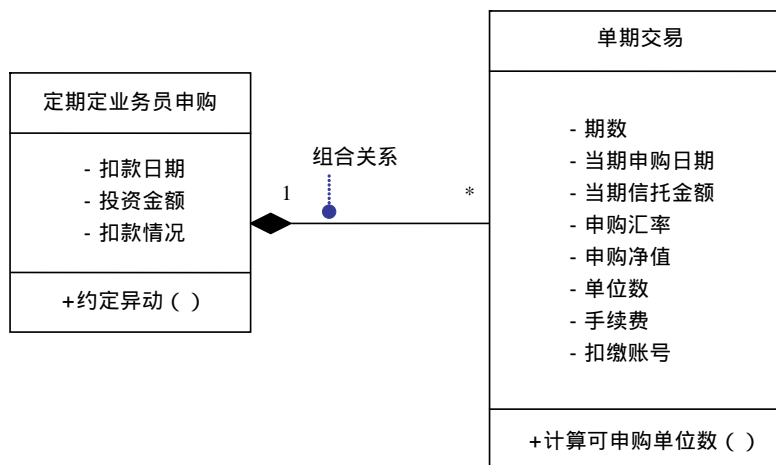 定期定业务员申购
- 扣款日期
- 投资金额
- 扣款情况
+约定异动 ( )
组合关系
1
*
单期交易
- 期数
- 当期申购日期
- 当期信托金额
- 申购汇率
- 申购净值
- 单位数
- 手续费
- 扣缴账号
+计算可申购单位数 ( )